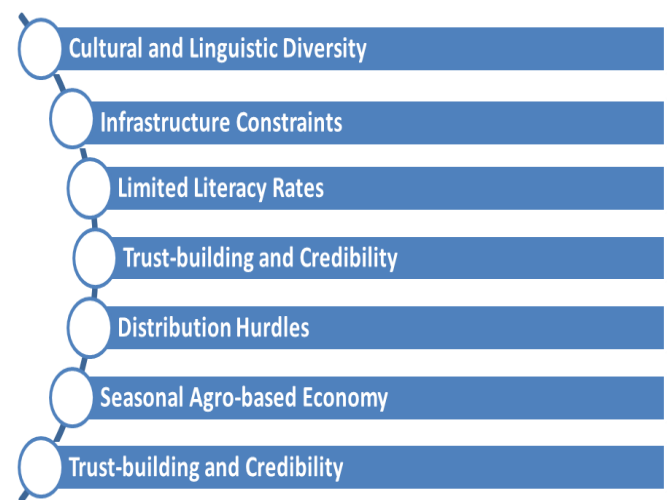 Cultural and Linguistic Diversity
Infrastructure Constraints
Limited Literacy Rates
Trust-building and Credibility
Distribution Hurdles
Seasonal Agro-based Economy
Trust-building and Credibility